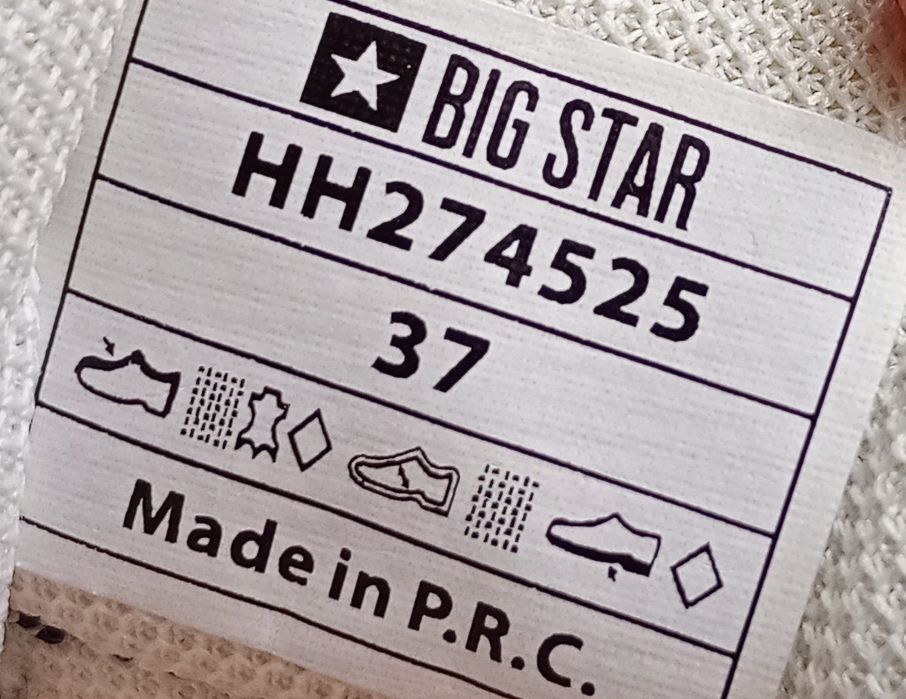 BIG STAR
HH274525
37
Made in P.R.C.